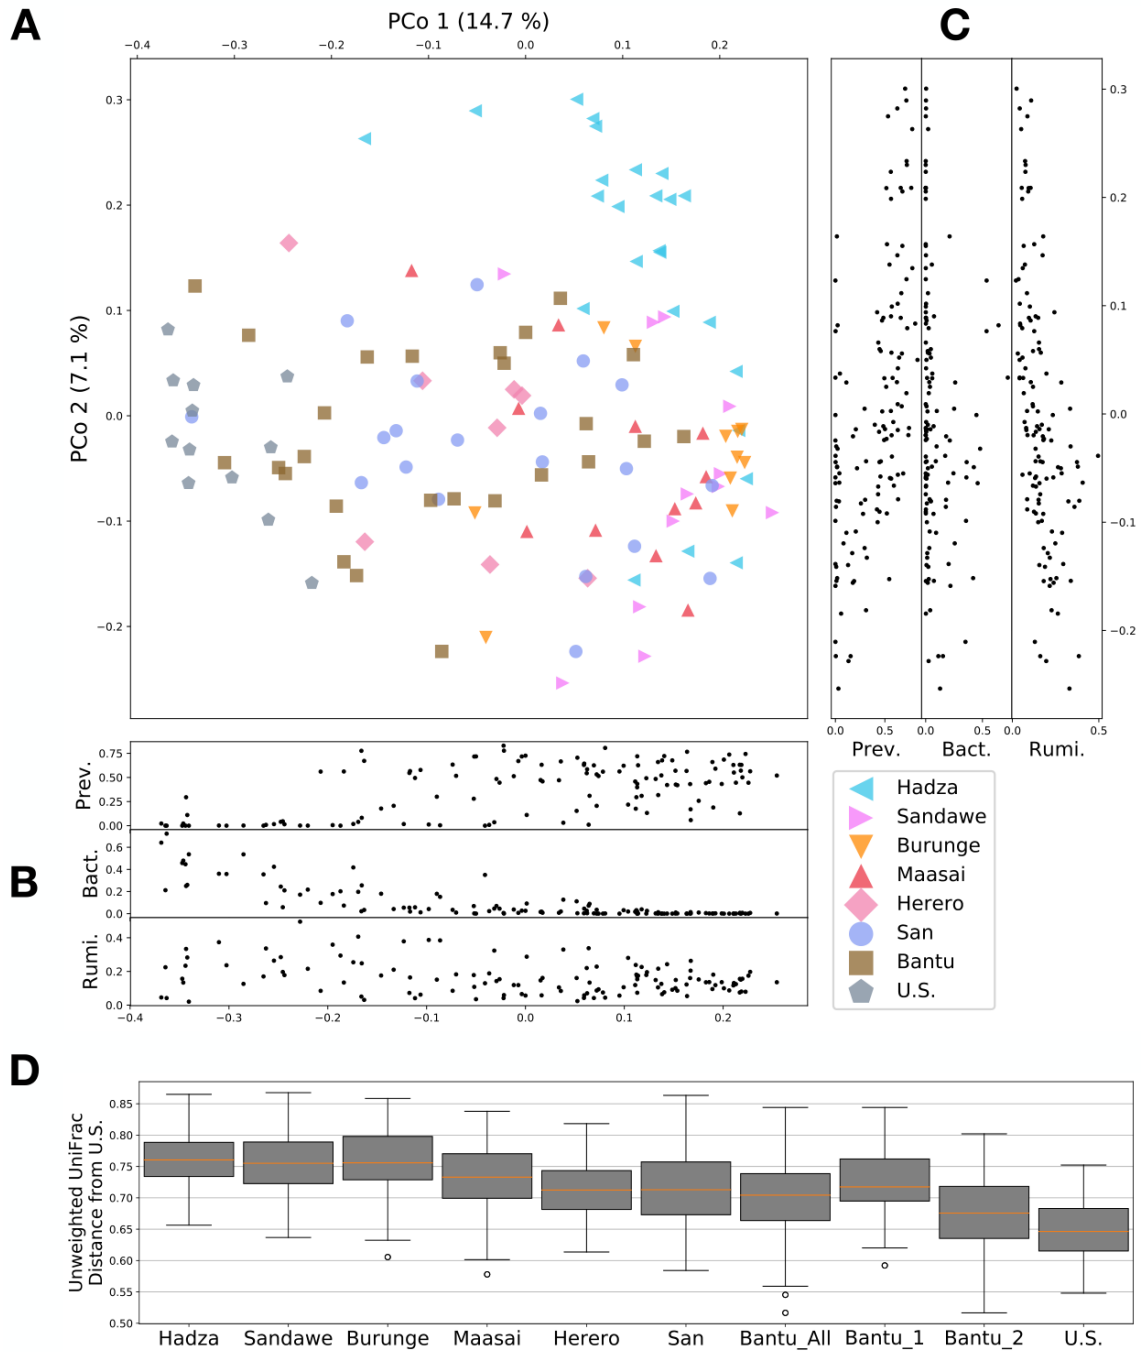 A
PCo 1 (14.7 %)
C
−0.4 −0.3 −0.2 −0.1 0.0 0.1 0.2
PCo 2 (7.1 %)
0.3
0.2
0.1
0.0
−0.1
−0.2
0.3
0.2
0.1
0.0
−0.1
−0.2
0.0 0.5 0.0 0.5 0.0 0.5
Prev. Bact. Rumi.
B
Prev.
0.75
0.50
0.25
0.0
Bact.
0.6
0.4
0.2
0.0
Rumi.
0.4
0.2
0.0
−0.4 −0.3 −0.2 −0.1 0.0 0.1 0.2
Hadza
Sandawe
Burunge
Maasai
Herero
San
Bantu
U.S.
D
Unweighted UniFrac
Distance from U.S.
0.85
0.80
0.75
0.70
0.65
0.60
0.55
0.50
Hadza Sandawe Burunge Maasai Herero San Bantu_All Bantu_1 Bantu_2 U.S.